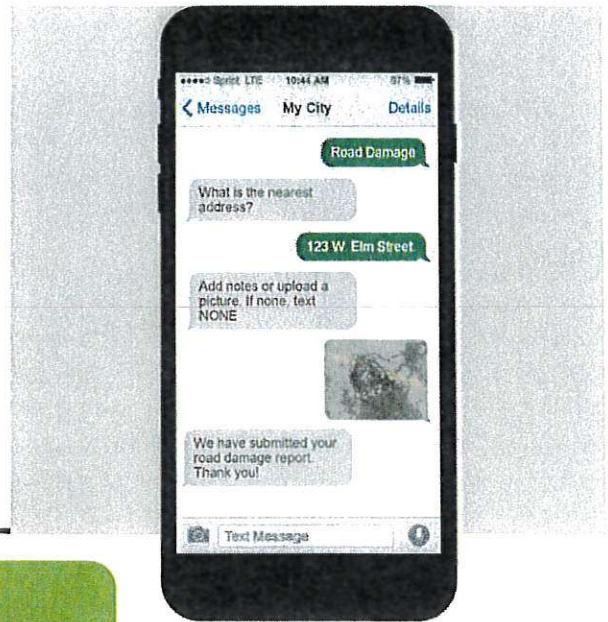 Sprint LTE 10:44 AM 87%
Messages My City Details
Road Damage
What is the nearest
address?
123 W. Elm Street
Add notes or upload a
picture. If none, text
NONE
We have submitted your
road damage report.
Thank you!
Text Message